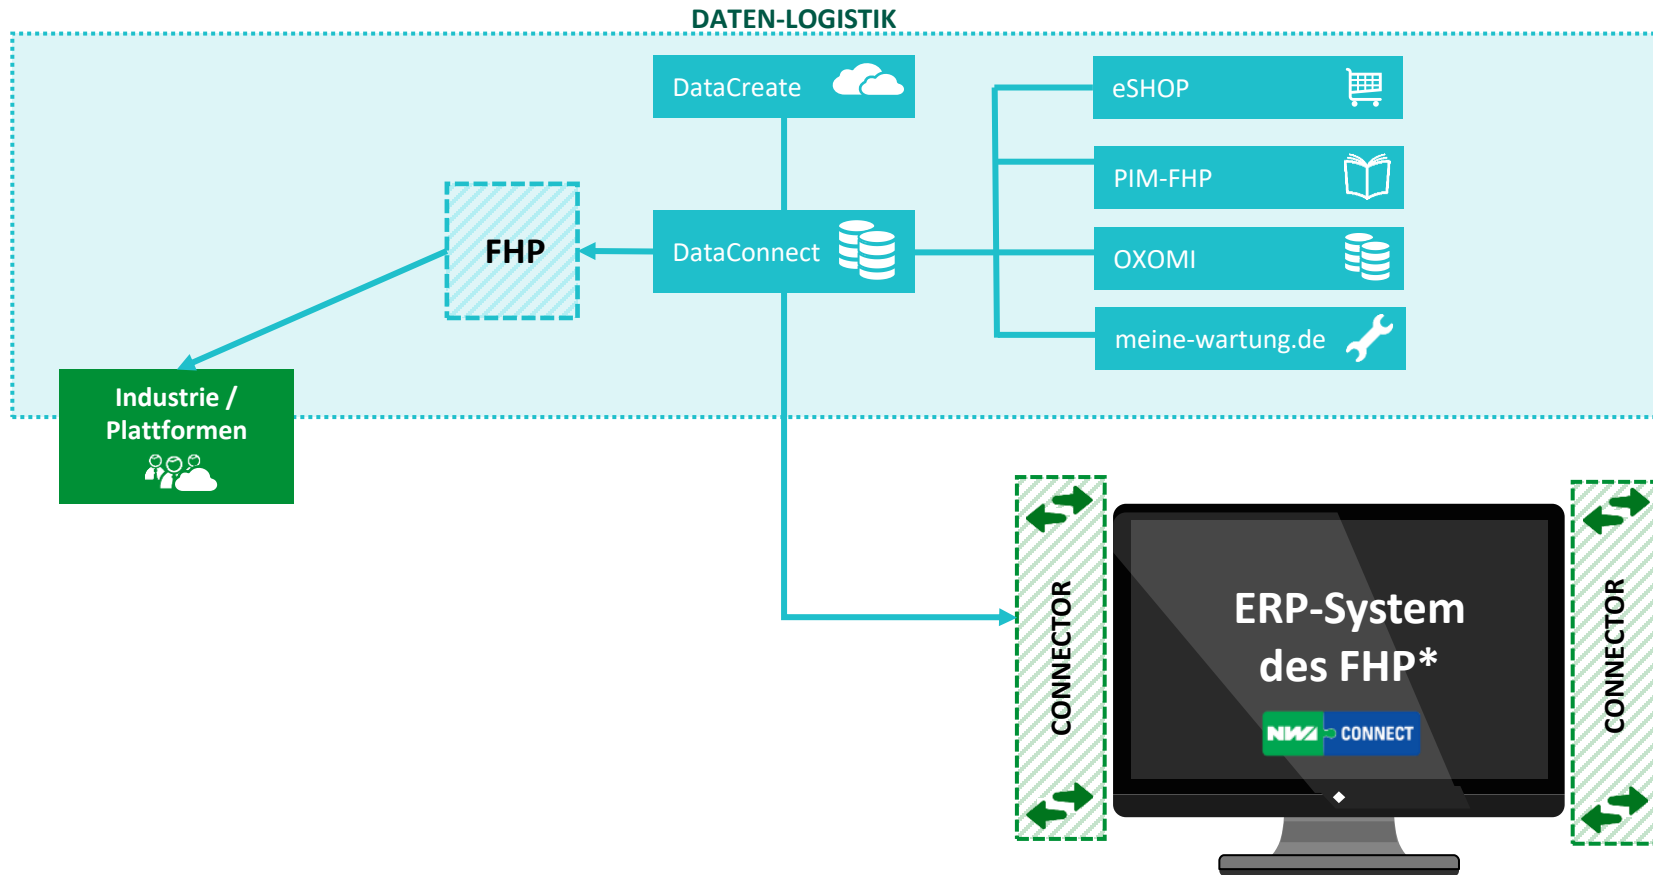 DATEN-LOGISTIK
DataCreate
eSHOP
PIM-FHP
FHP
DataConnect
OXOMI
meine-wartung.de
Industrie /
Plattformen
CONNECTOR
ERP-System
des FHP*
NWA CONNECT
CONNECTOR